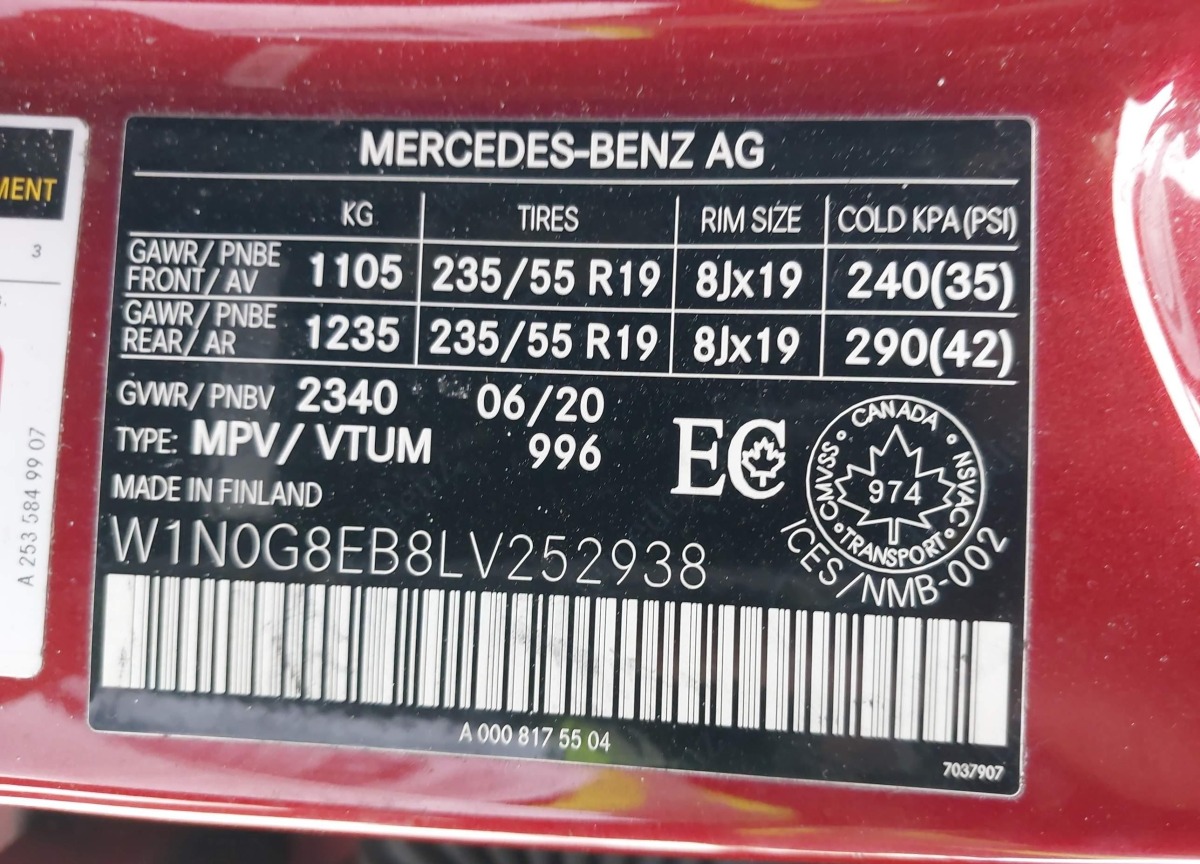 MERCEDES-BENZ AG
KG TIRES RIM SIZE COLD KPA (PSI)
GAWR/ PNBE FRONT/ AV 1105 235/55 R19 8Jx19 240(35)
GAWR/ PNBE REAR/ AR 1235 235/55 R19 8Jx19 290(42)
GVWR/ PNBV 2340 06/20
TYPE: MPV/ VTUM 996
MADE IN FINLAND
EC
CANADA
CMVSS NSVAC
974
TRANSPORT
ICES/NMB-002
W1N0G8EB8LV252938
A 000 817 55 04
7037907
3
A 253 584 99 07